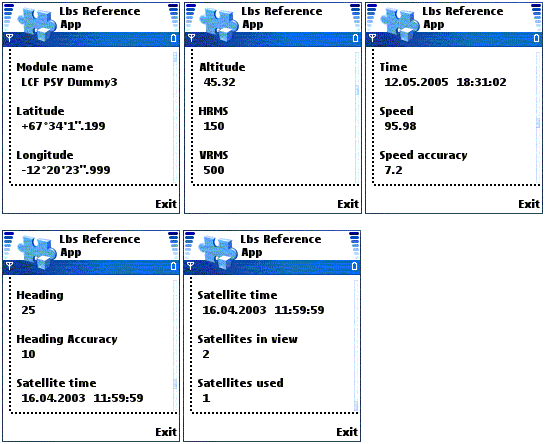 Lbs Reference
App
Module name
LCF PSY Dummy3
Latitude
+67°34'1".199
Longitude
-12°20'23".999
Exit
Lbs Reference
App
Altitude
45.32
HRMS
150
VRMS
500
Exit
Lbs Reference
App
Time
12.05.2005 18:31:02
Speed
95.98
Speed accuracy
7.2
Exit
Lbs Reference
App
Heading
25
Heading Accuracy
10
Satellite time
16.04.2003 11:59:59
Exit
Lbs Reference
App
Satellite time
16.04.2003 11:59:59
Satellites in view
2
Satellites used
1
Exit